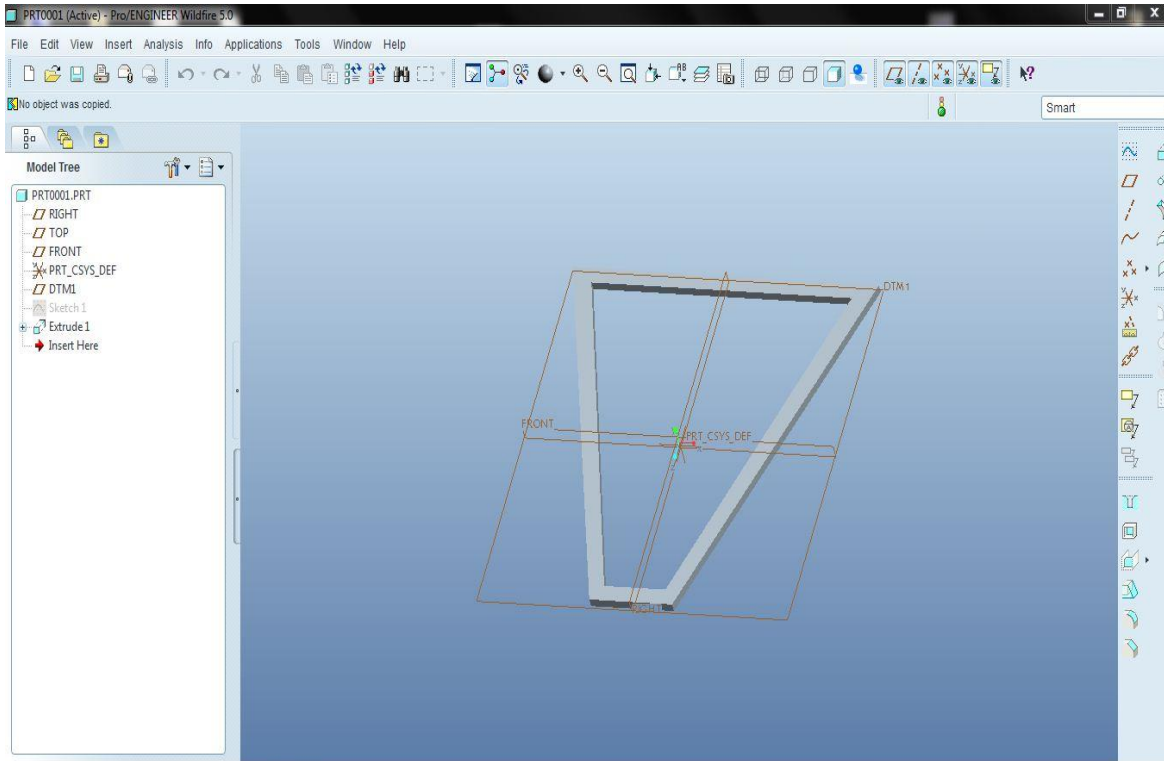 PRT0001 (Active) - Pro/ENGINEER Wildfire 5.0
File Edit View Insert Analysis Info Applications Tools Window Help
No object was copied.
Smart
Model Tree
PRT0001.PRT
RIGHT
TOP
FRONT
PRT_CSYS_DEF
DTM1
Sketch 1
Extrude 1
Insert Here
DTM1
FRONT
PRT_CSYS_DEF
RIGHT